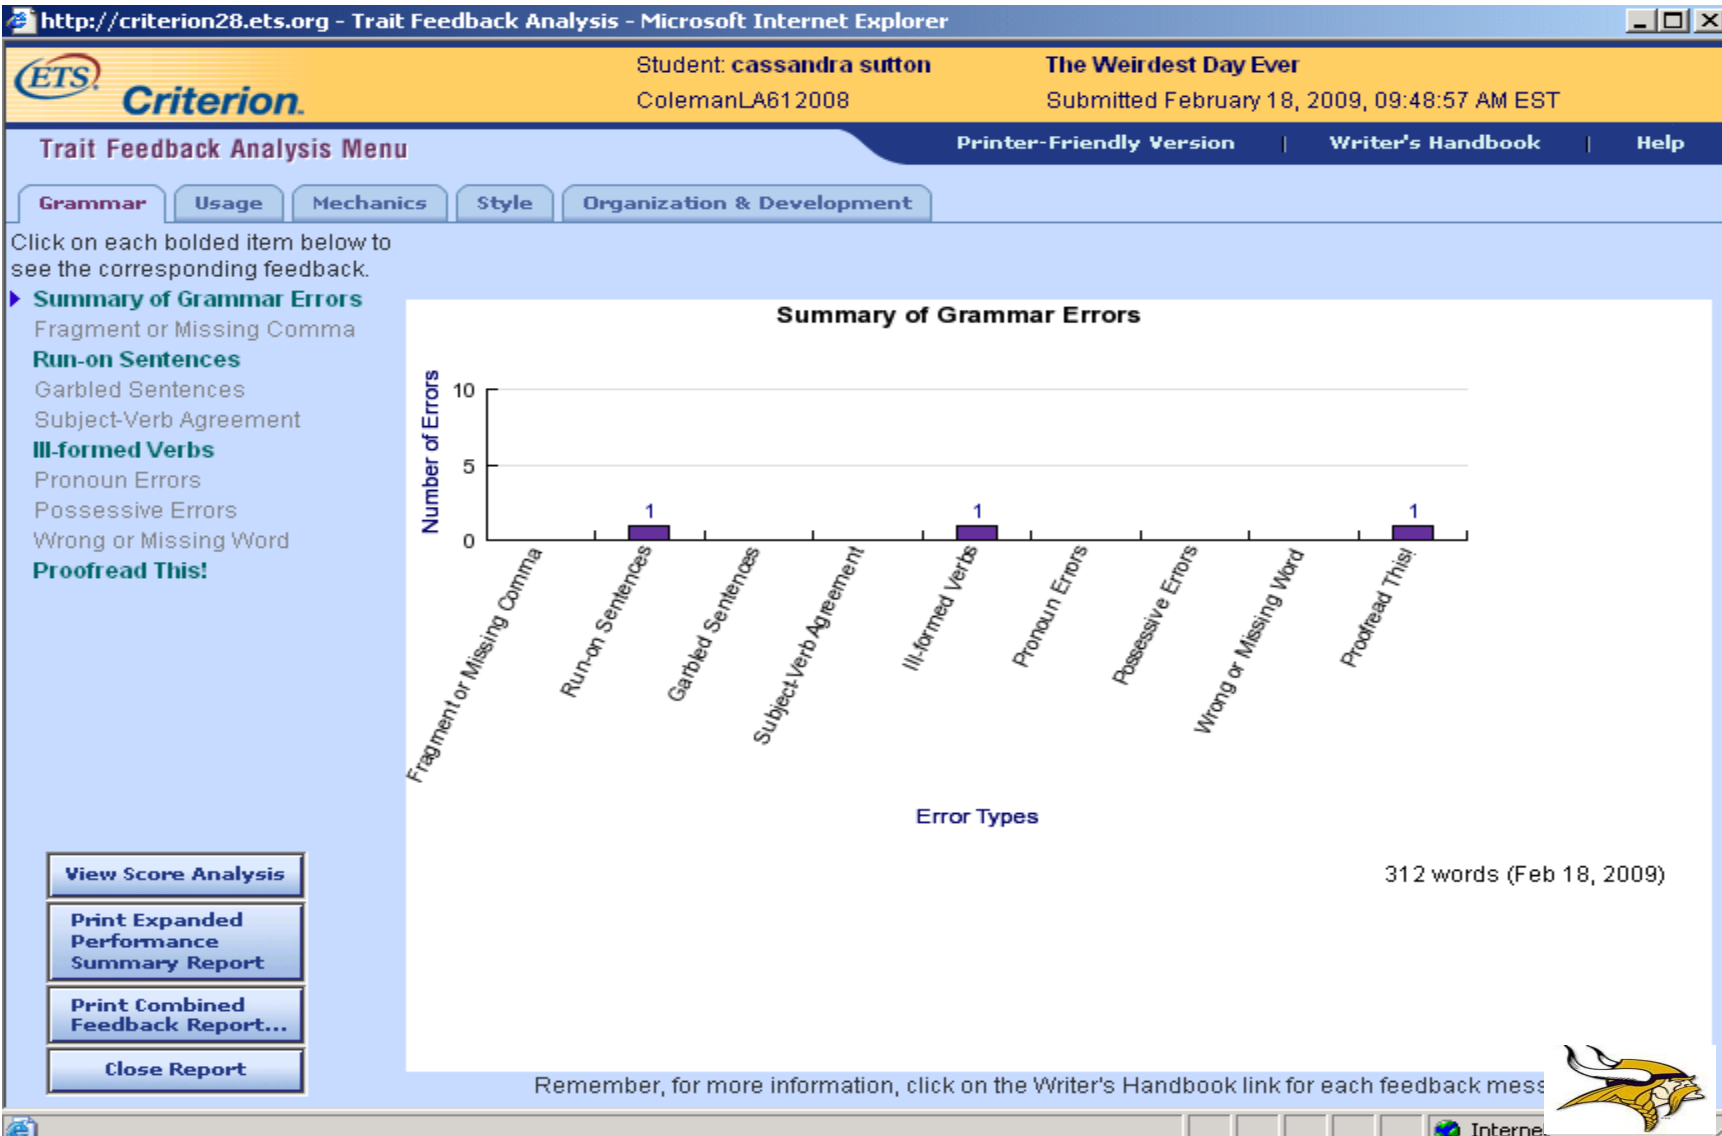 http://criterion28.ets.org - Trait Feedback Analysis - Microsoft Internet Explorer
ETS Criterion.
Student: cassandra sutton
The Weirdest Day Ever
ColemanLA612008
Submitted February 18, 2009, 09:48:57 AM EST
Trait Feedback Analysis Menu
Printer-Friendly Version | Writer's Handbook | Help
Grammar Usage Mechanics Style Organization & Development
Click on each bolded item below to
see the corresponding feedback.
Summary of Grammar Errors
Fragment or Missing Comma
Run-on Sentences
Garbled Sentences
Subject-Verb Agreement
Ill-formed Verbs
Pronoun Errors
Possessive Errors
Wrong or Missing Word
Proofread This!
Summary of Grammar Errors
Number of Errors
10
5
0
1
1
1
Fragment or Missing Comma
Run-on Sentences
Garbled Sentences
Subject-Verb Agreement
Ill-formed Verbs
Pronoun Errors
Possessive Errors
Wrong or Missing Word
Proofread This!
Error Types
312 words (Feb 18, 2009)
View Score Analysis
Print Expanded
Performance
Summary Report
Print Combined
Feedback Report...
Close Report
Remember, for more information, click on the Writer's Handbook link for each feedback mess
Interne